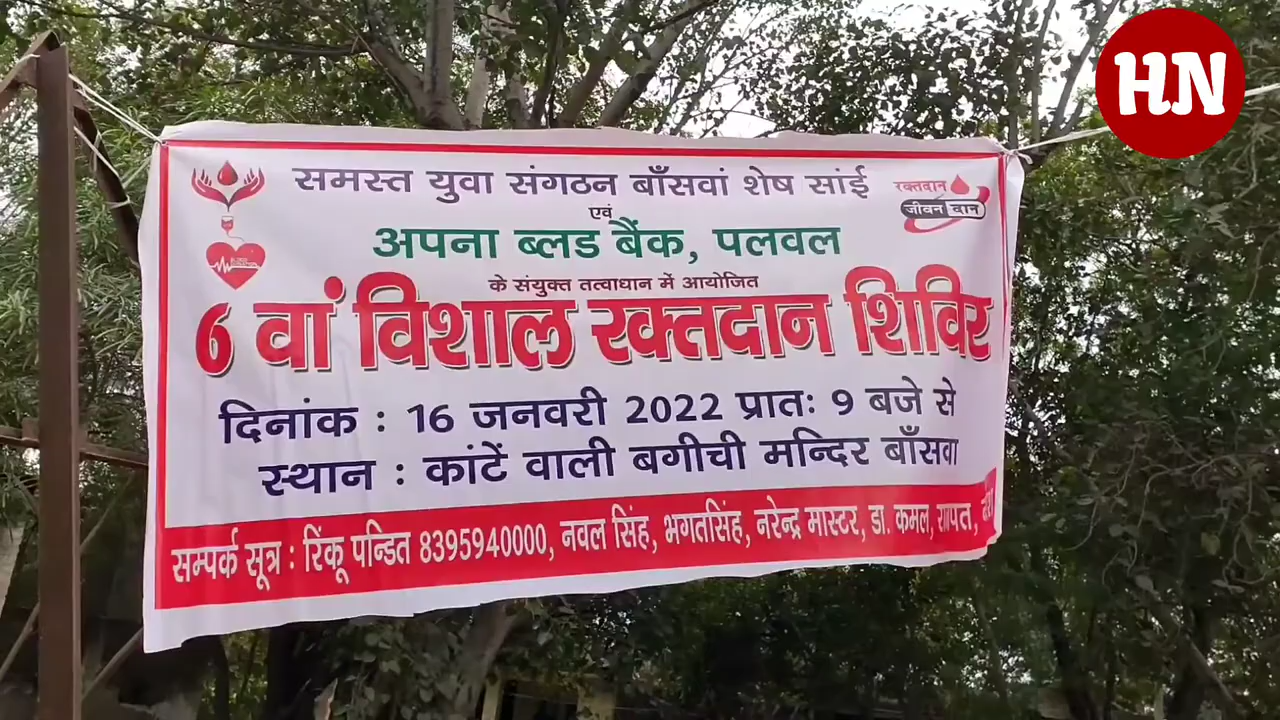 HN
समस्त युवा संगठन बाँसवां शेष सांई
रक्तदान
जीवन दान
एवं
अपना ब्लड बैंक, पलवल
के संयुक्त तत्वाधान में आयोजित
6 वां विशाल रक्तदान शिविर
दिनांक : 16 जनवरी 2022 प्रातः 9 बजे से
स्थान : कांटें वाली बगीची मन्दिर बाँसवा
सम्पर्क सूत्र : रिंकू पन्डित 8395940000, नवल सिंह, भगतसिंह, नरेन्द्र मास्टर, डा. कमल,